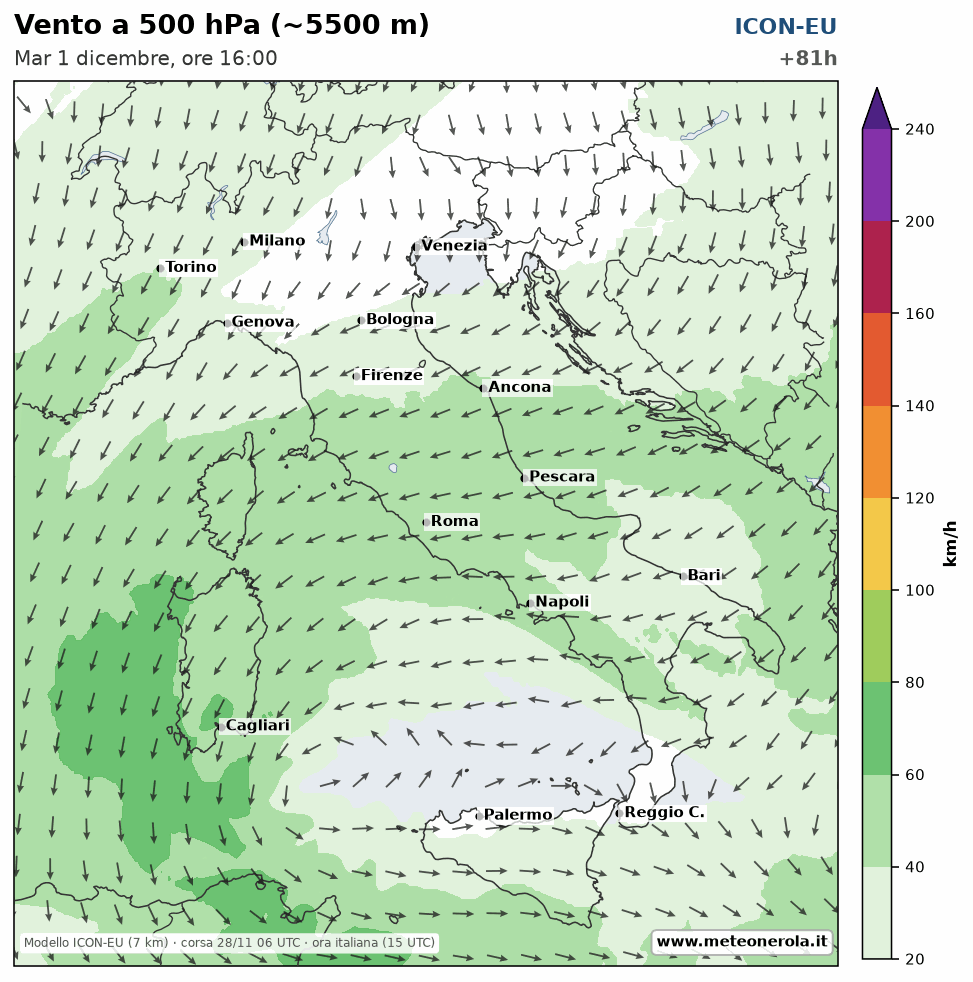 Vento a 500 hPa (~5500 m)
ICON-EU
Mar 1 dicembre, ore 16:00
+81h
Milano
Venezia
Torino
Genova
Bologna
Firenze
Ancona
Pescara
Roma
Bari
Napoli
Cagliari
Palermo
Reggio C.
240
200
160
140
120
100
80
60
40
20
km/h
Modello ICON-EU (7 km) · corsa 28/11 06 UTC · ora italiana (15 UTC)
www.meteonerola.it